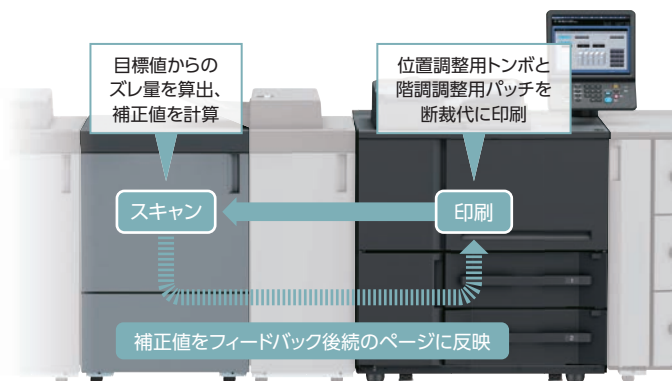 目標値からの
ズレ量を算出、
補正値を計算
位置調整用トンボと
階調調整用パッチを
断裁代に印刷
スキャン
印刷
補正値をフィードバック後続のページに反映
1
2